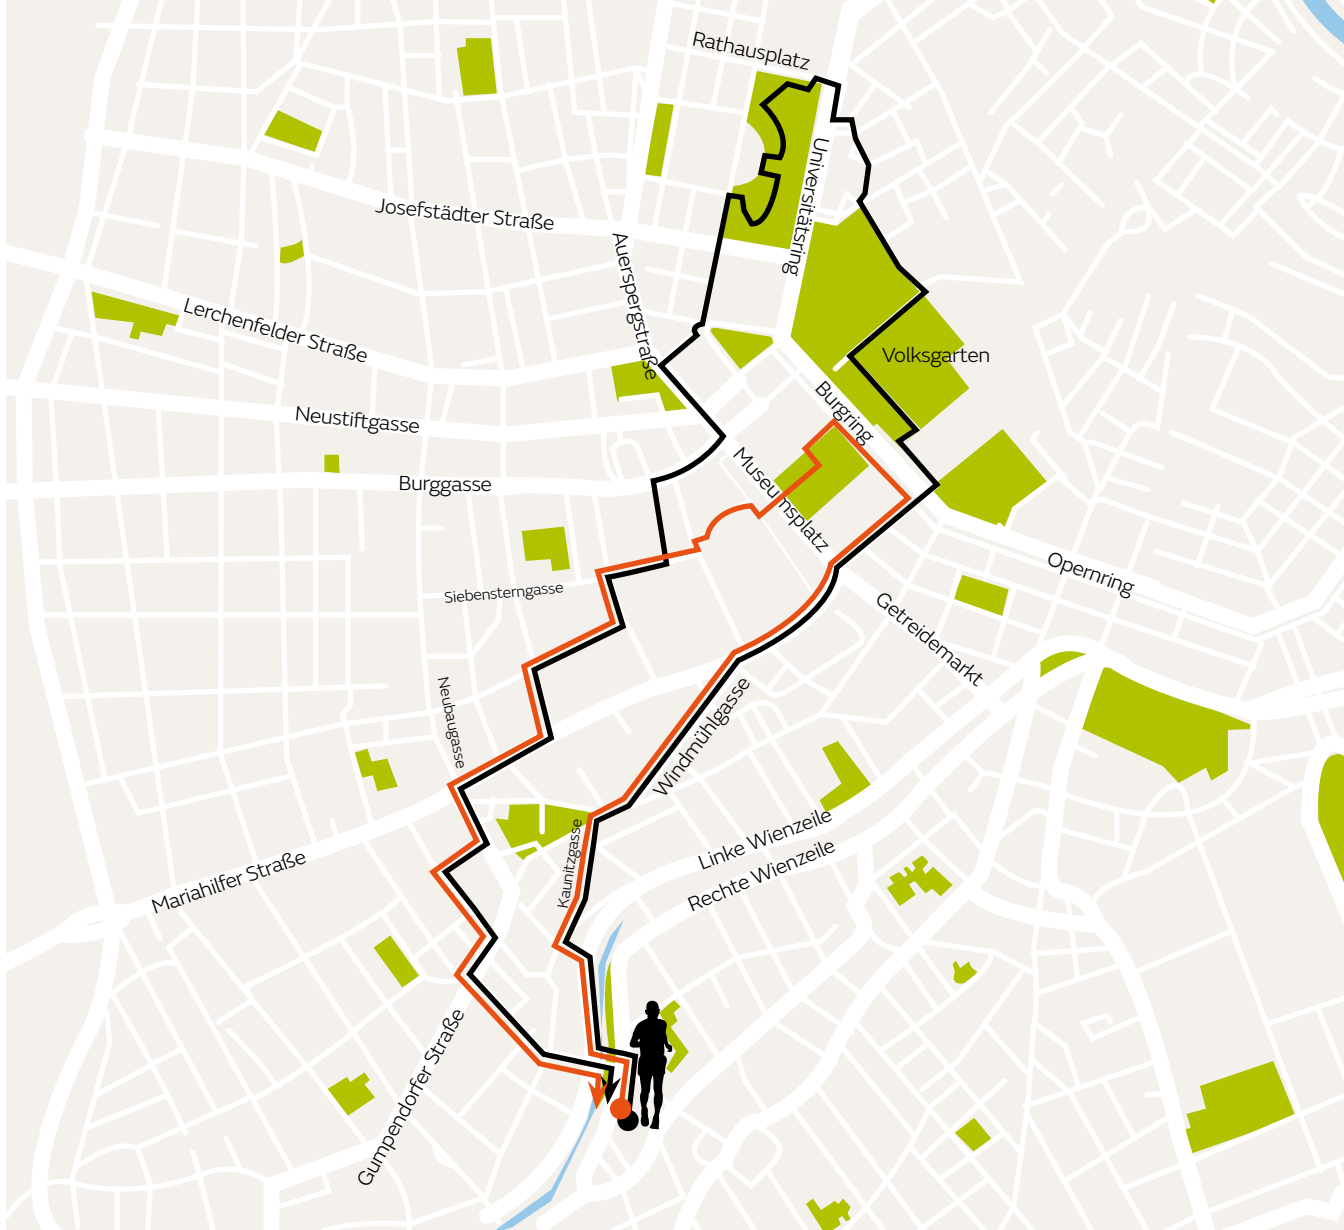 Rathausplatz
Universitätsring
Josefstädter Straße
Auerspergstraße
Lerchenfelder Straße
Volksgarten
Neustiftgasse
Burgring
Burggasse
Museumsplatz
Siebensterngasse
Opernring
Getreidemarkt
Neubaugasse
Windmühlgasse
Kaunitzgasse
Linke Wienzeile
Rechte Wienzeile
Mariahilfer Straße
Gumpendorfer Straße